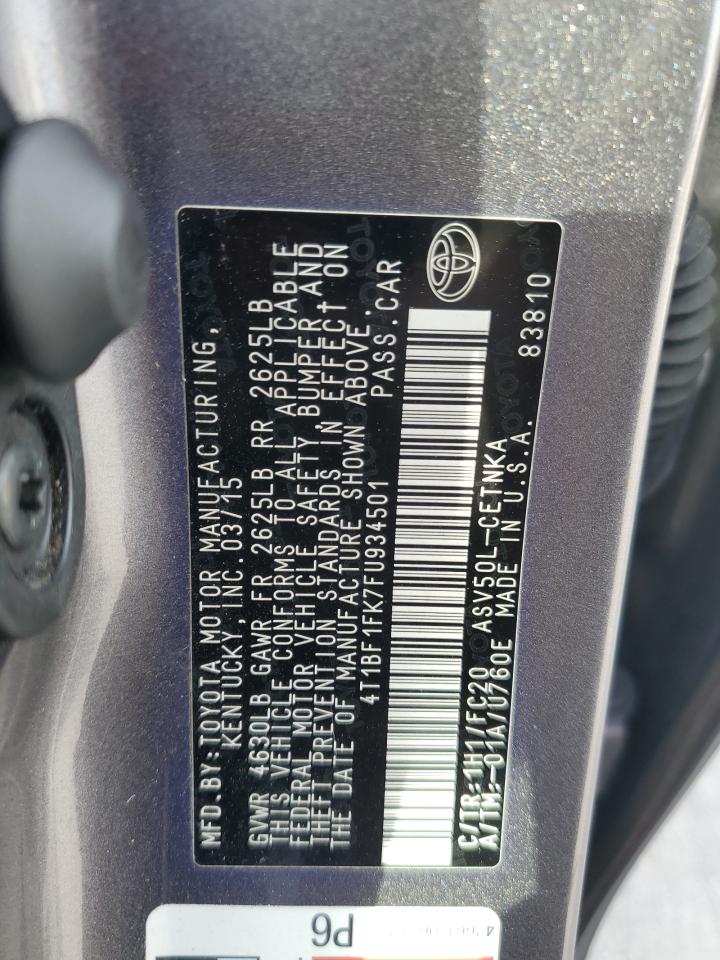 MFD.BY:TOYOTA MOTOR MANUFACTURING,
KENTUCKY,INC.03/15
GVWR 4630LB GAWR FR 2625LB RR 2625LB
THIS VEHICLE CONFORMS TO ALL APPLICABLE
FEDERAL MOTOR VEHICLE SAFETY,BUMPER,AND
THEFT PREVENTION STANDARDS IN EFFECT ON
THE DATE OF MANUFACTURE SHOWN ABOVE.
4T1BF1FK7FU934501 PASS.CAR
C/TR:1H1/FC20 ASV50L-CETNKA
A/TM:-01A/U760E MADE IN U.S.A. 83810
P6